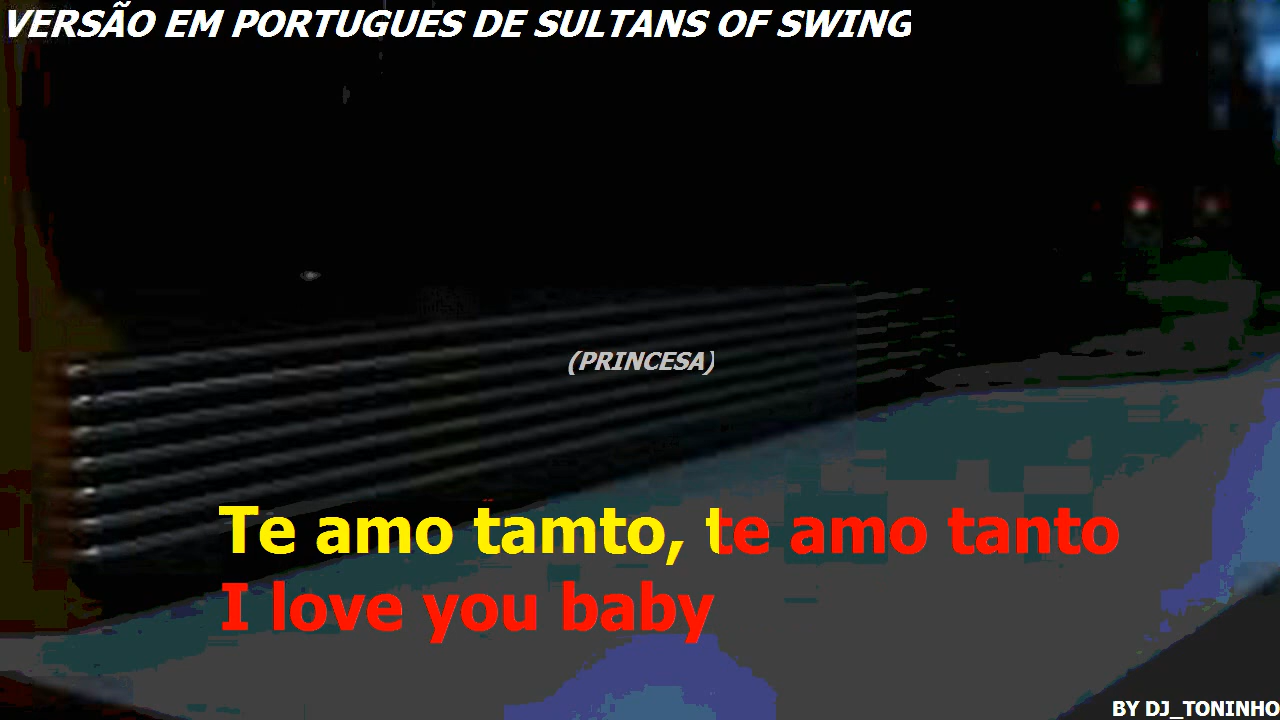 VERSÃO EM PORTUGUES DE SULTANS OF SWING
(PRINCESA)
Te amo tamto, te amo tanto
I love you baby
BY DJ_TONINHO